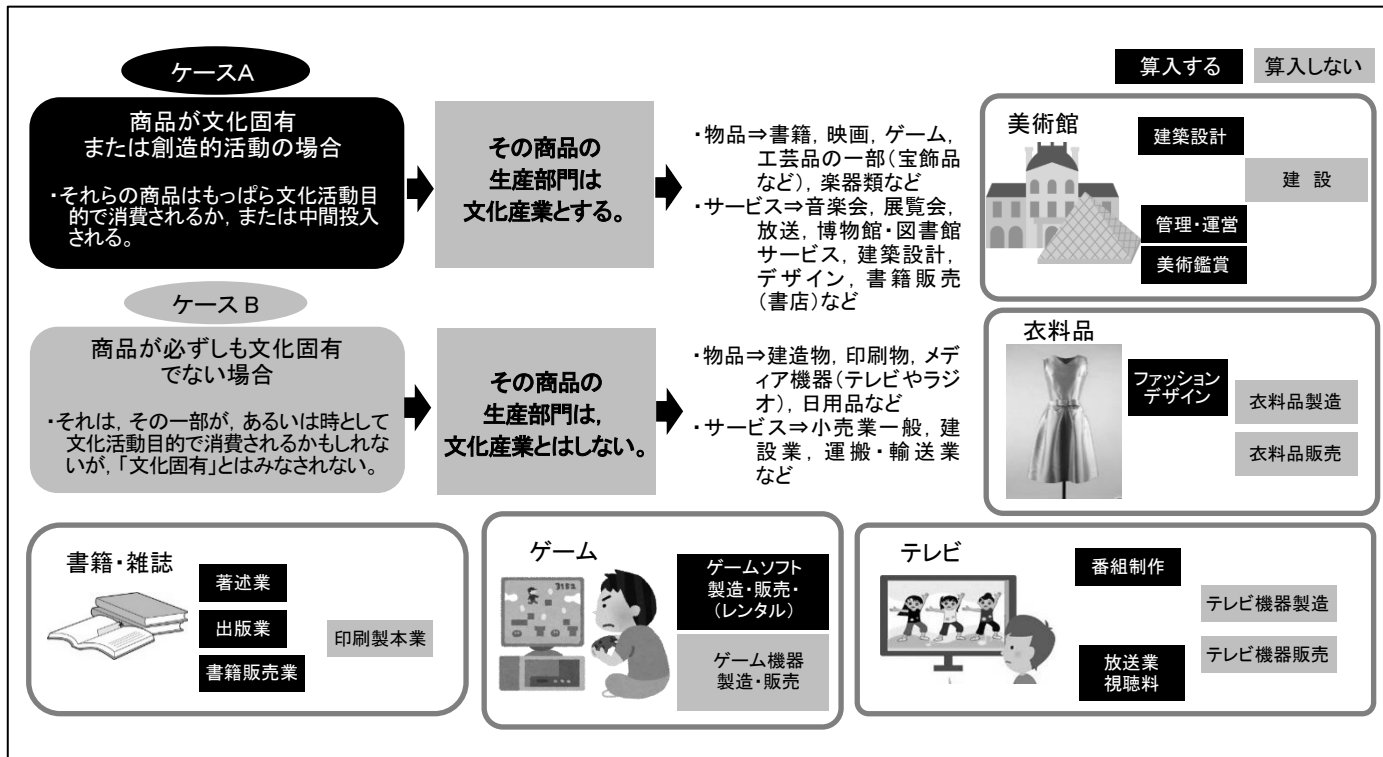 ケースA
商品が文化固有
または創造的活動の場合
・それらの商品はもっぱら文化活動目
的で消費されるか，または中間投入
される。
その商品の
生産部門は
文化産業とする。
・物品⇒書籍，映画，ゲーム，
工芸品の一部（宝飾品
など），楽器類など
・サービス⇒音楽会，展覧会，
放送，博物館・図書館
サービス，建築設計，
デザイン，書籍販売
（書店）など
算入する
算入しない
美術館
建築設計
建 設
管理・運営
美術鑑賞
ケースＢ
商品が必ずしも文化固有
でない場合
・それは，その一部が，あるいは時として
文化活動目的で消費されるかもしれな
いが，「文化固有」とはみなされない。
その商品の
生産部門は，
文化産業とはしない。
・物品⇒建造物，印刷物，メデ
ィア機器（テレビやラジ
オ），日用品など
・サービス⇒小売業一般，建
設業，運搬・輸送業
など
衣料品
ファッション
デザイン
衣料品製造
衣料品販売
書籍・雑誌
著述業
出版業
書籍販売業
印刷製本業
ゲーム
ゲームソフト
製造・販売・
（レンタル）
ゲーム機器
製造・販売
テレビ
番組制作
テレビ機器製造
テレビ機器販売
放送業
視聴料